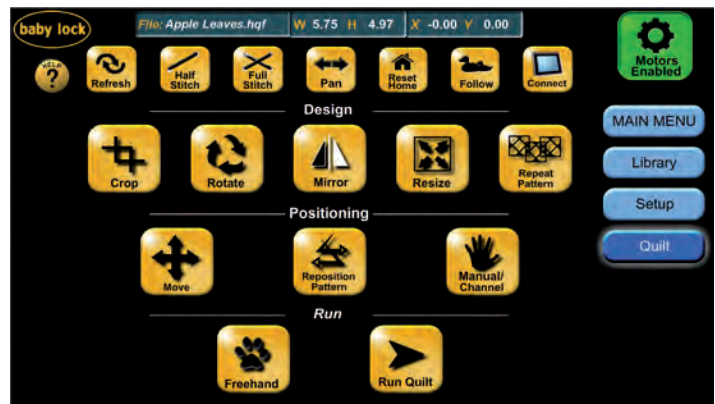 baby lock
File: Apple Leaves.hqf W 5.75 H 4.97 X -0.00 Y 0.00
HELP
?
Refresh
Half
Stitch
Full
Stitch
Pan
Reset
Home
Follow
Connect
Motors
Enabled
Design
Crop
Rotate
Mirror
Resize
Repeat
Pattern
MAIN MENU
Library
Setup
Quilt
Positioning
Move
Reposition
Pattern
Manual/
Channel
Run
Freehand
Run Quilt